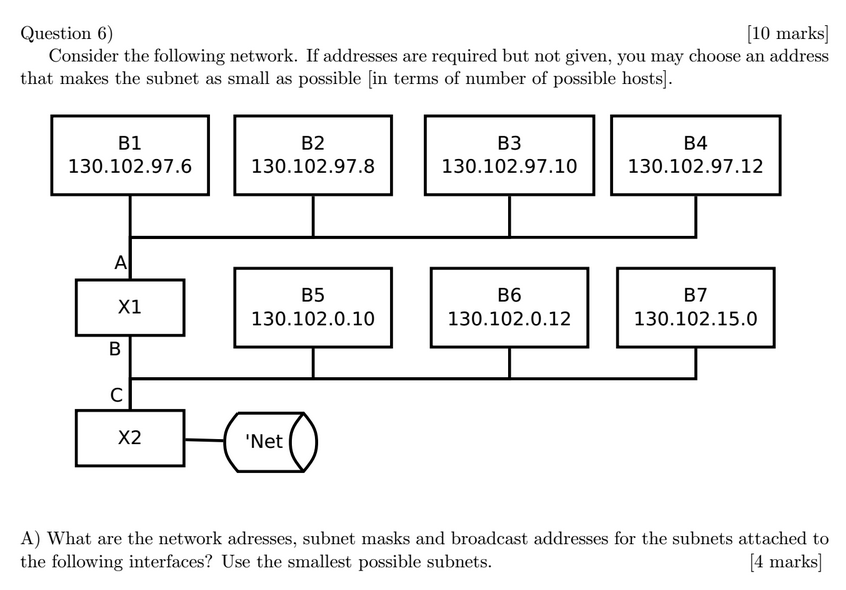 Question 6) [10 marks]
Consider the following network. If addresses are required but not given, you may choose an address
that makes the subnet as small as possible [in terms of number of possible hosts].
B1
130.102.97.6
B2
130.102.97.8
B3
130.102.97.10
B4
130.102.97.12
A
X1
B
B5
130.102.0.10
B6
130.102.0.12
B7
130.102.15.0
C
X2
'Net
A) What are the network adresses, subnet masks and broadcast addresses for the subnets attached to
the following interfaces? Use the smallest possible subnets. [4 marks]